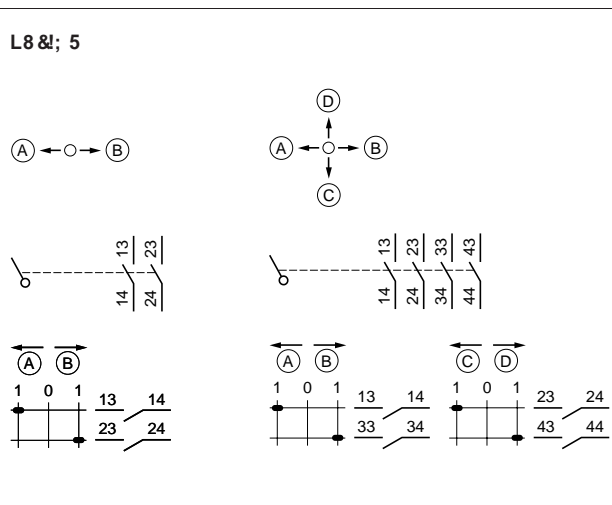 L8 &!; 5
D
A B A B
C
13 23 13 23 33 43
14 24 14 24 34 44
A B A B C D
1 0 1 13 14 1 0 1 13 14 1 0 1 23 24
23 24 33 34 43 44